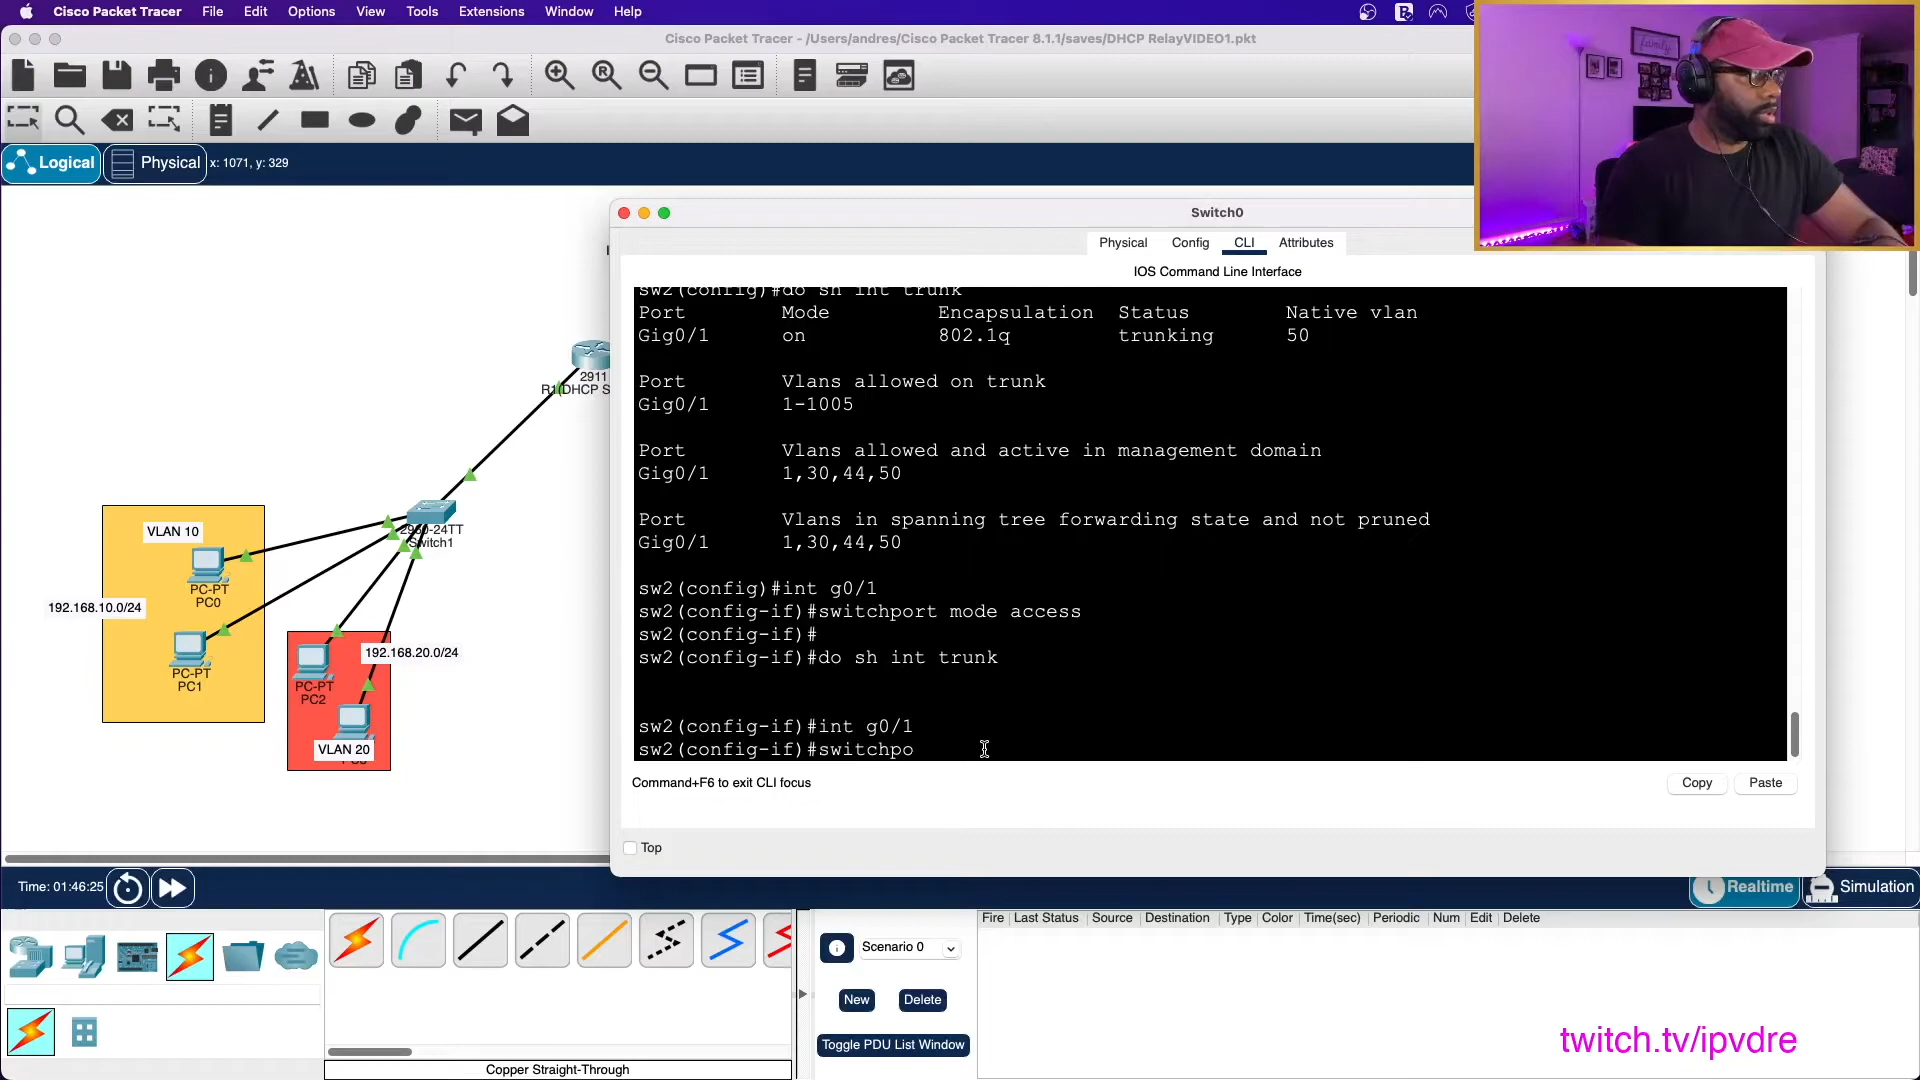 Cisco Packet Tracer File Edit Options View Tools Extensions Window Help
Cisco Packet Tracer - /Users/andres/Cisco Packet Tracer 8.1.1/saves/DHCP RelayVIDEO1.pkt
Logical
Physical
x: 1071, y: 329
family
Switch0
Physical Config CLI Attributes
IOS Command Line Interface
sw2(config)#do sh int trunk
Port Mode Encapsulation Status Native vlan
Gig0/1 on 802.1q trunking 50
Port Vlans allowed on trunk
Gig0/1 1-1005
Port Vlans allowed and active in management domain
Gig0/1 1,30,44,50
Port Vlans in spanning tree forwarding state and not pruned
Gig0/1 1,30,44,50
sw2(config)#int g0/1
sw2(config-if)#switchport mode access
sw2(config-if)#
sw2(config-if)#do sh int trunk
sw2(config-if)#int g0/1
sw2(config-if)#switchpo
Command+F6 to exit CLI focus
Copy
Paste
Top
2911
R1(DHCP S
2960-24TT
Switch1
VLAN 10
PC-PT
PC0
192.168.10.0/24
PC-PT
PC1
192.168.20.0/24
PC-PT
PC2
VLAN 20
Time: 01:46:25
Realtime
Simulation
Scenario 0
New
Delete
Toggle PDU List Window
Fire Last Status Source Destination Type Color Time(sec) Periodic Num Edit Delete
Copper Straight-Through
twitch.tv/ipvdre